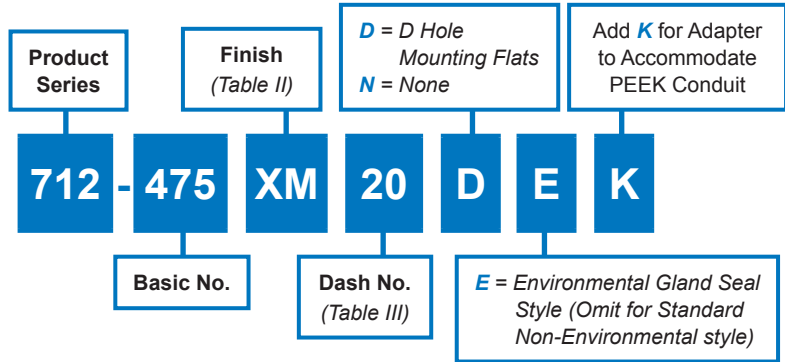 Product
Series
Finish
(Table II)
D = D Hole
Mounting Flats
N = None
Add K for Adapter
to Accommodate
PEEK Conduit
712 - 475 XM 20 D E K
Basic No.
Dash No.
(Table III)
E = Environmental Gland Seal
Style (Omit for Standard
Non-Environmental style)